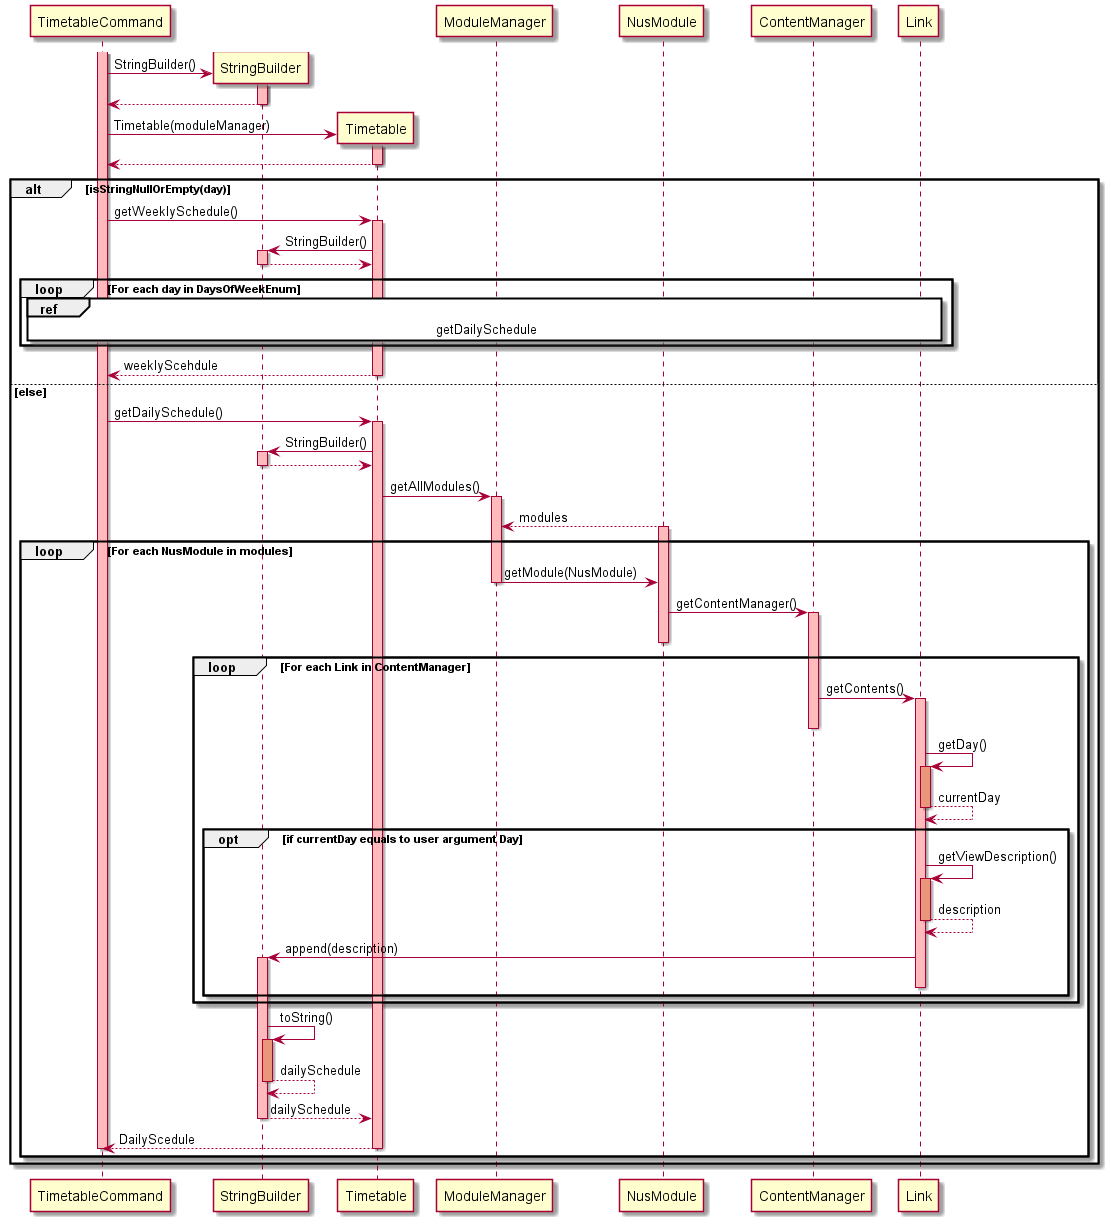 TimetableCommand
ModuleManager
NusModule
ContentManager
Link
StringBuilder()
StringBuilder
Timetable(moduleManager)
Timetable
alt
[isStringNullOrEmpty(day)]
getWeeklySchedule()
StringBuilder()
loop
[For each day in DaysOfWeekEnum]
ref
getDailySchedule
weeklyScehdule
[else]
getDailySchedule()
StringBuilder()
getAllModules()
modules
loop
[For each NusModule in modules]
getModule(NusModule)
getContentManager()
loop
[For each Link in ContentManager]
getContents()
getDay()
currentDay
opt
[if currentDay equals to user argument Day]
getViewDescription()
description
append(description)
toString()
dailySchedule
dailySchedule
DailyScedule
TimetableCommand
StringBuilder
Timetable
ModuleManager
NusModule
ContentManager
Link